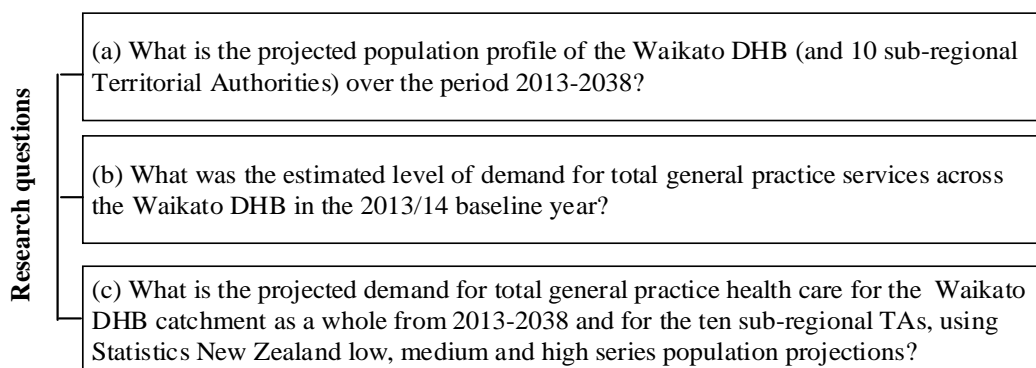 Research questions
(a) What is the projected population profile of the Waikato DHB (and 10 sub-regional
Territorial Authorities) over the period 2013-2038?
(b) What was the estimated level of demand for total general practice services across
the Waikato DHB in the 2013/14 baseline year?
(c) What is the projected demand for total general practice health care for the Waikato
DHB catchment as a whole from 2013-2038 and for the ten sub-regional TAs, using
Statistics New Zealand low, medium and high series population projections?